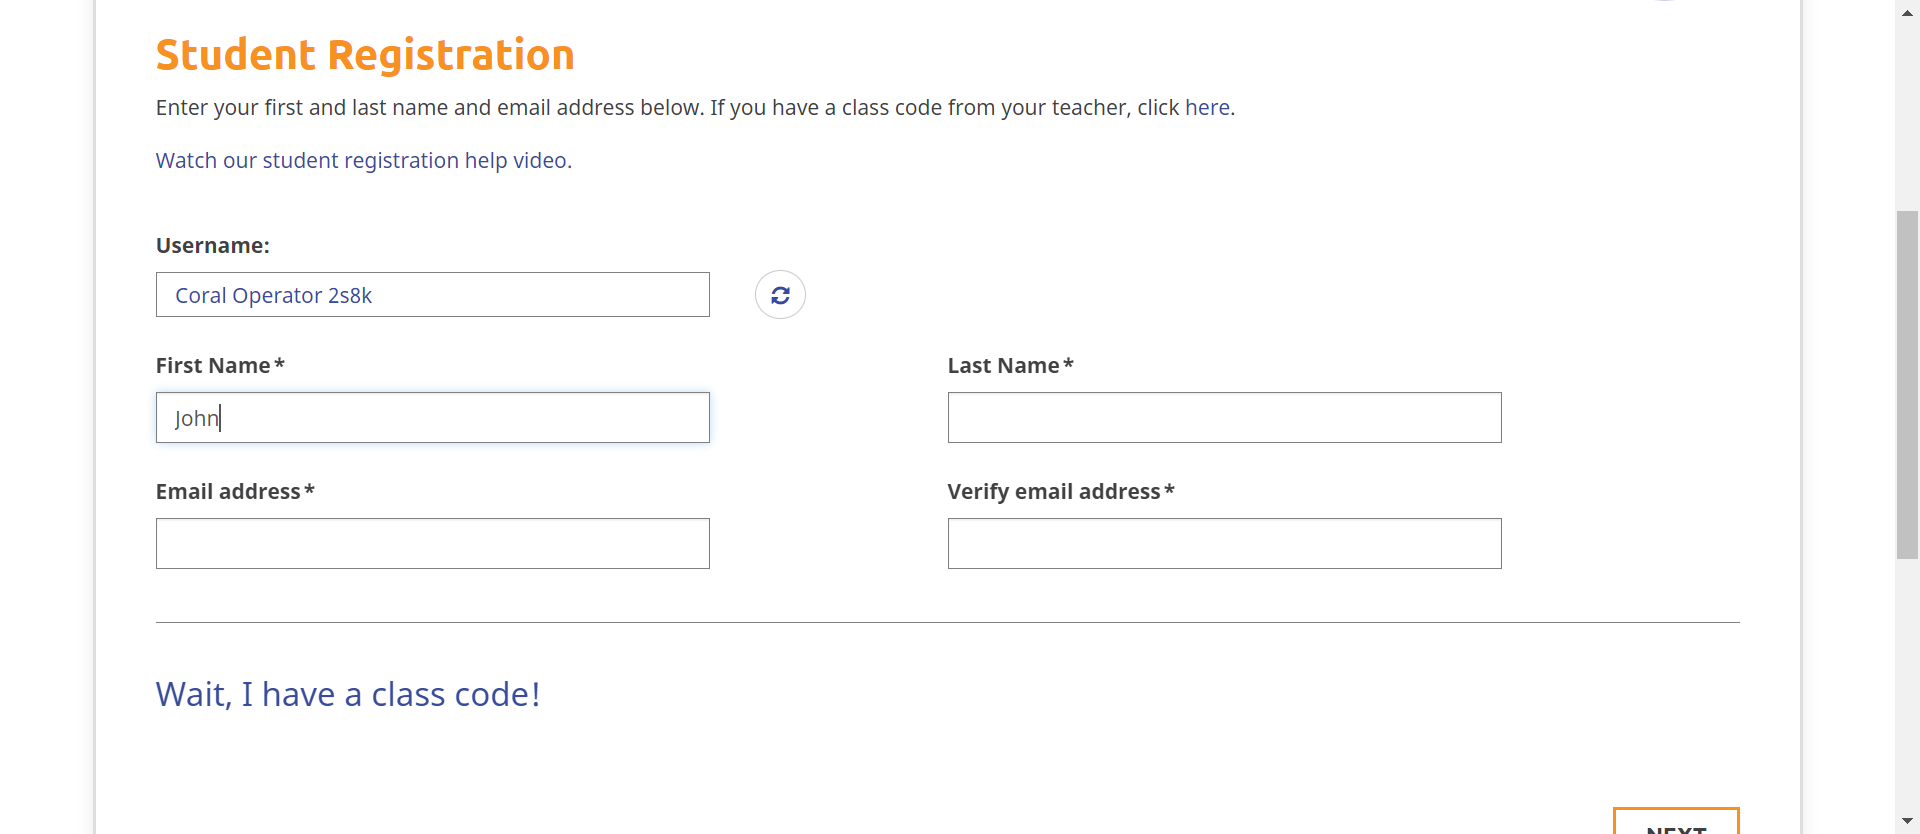 Student Registration
Enter your first and last name and email address below. If you have a class code from your teacher, click here.
Watch our student registration help video.
Username:
Coral Operator 2s8k
First Name*
Last Name*
John
Email address*
Verify email address*
Wait, I have a class code!
NEXT